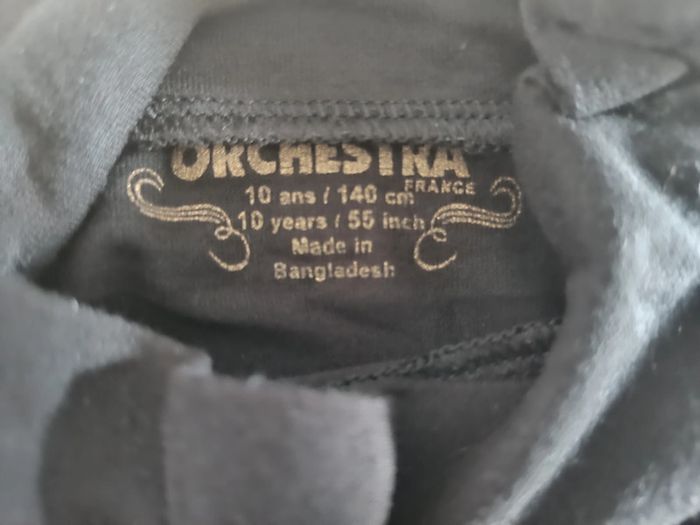 ORCHESTRA
FRANCE
10 ans / 140 cm
10 years / 55 inch
Made in
Bangladesh